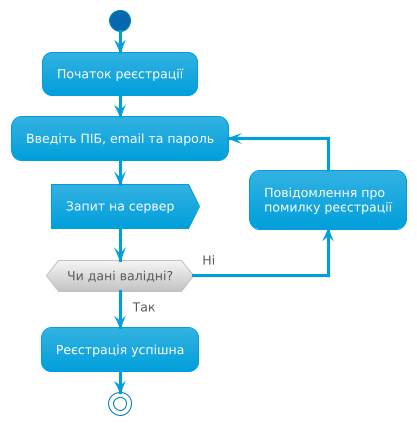 Початок реєстрації
Введіть ПІБ, email та пароль
Запит на сервер
Повідомлення про
помилку реєстрації
Чи дані валідні?
Ні
Так
Реєстрація успішна